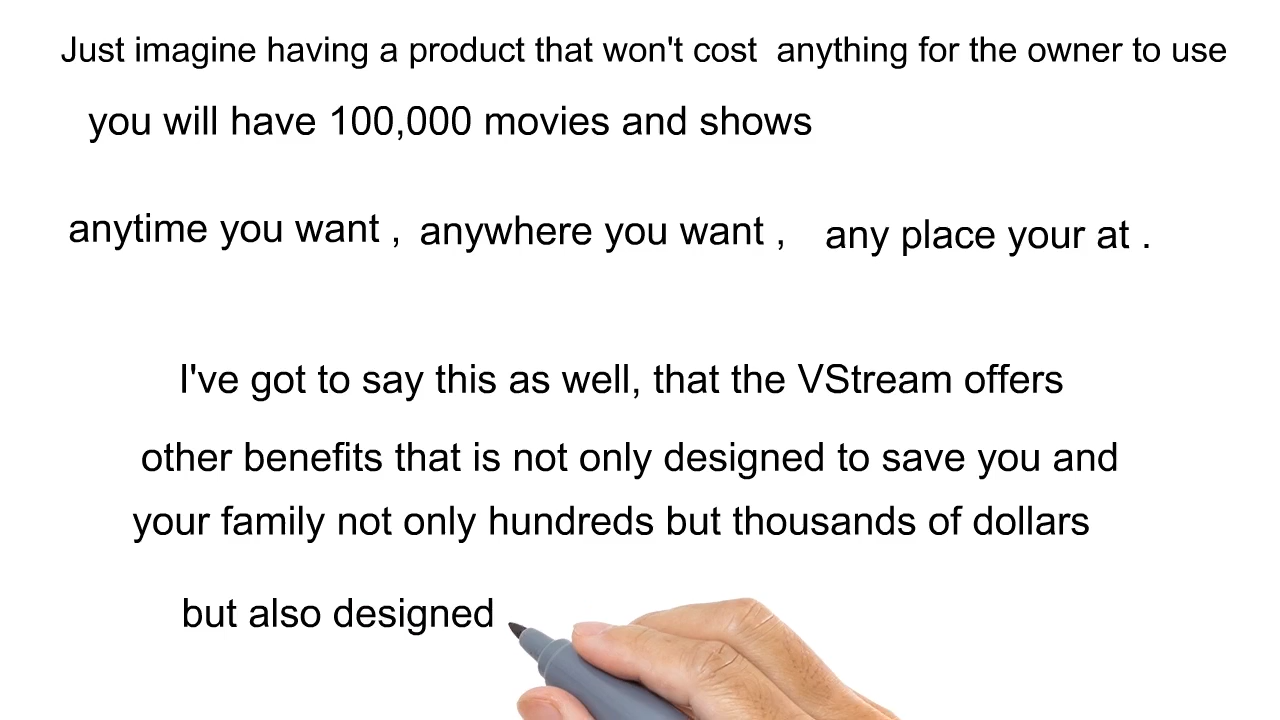 Just imagine having a product that won't cost  anything for the owner to use
you will have 100,000 movies and shows
anytime you want , anywhere you want , any place your at .
I've got to say this as well, that the VStream offers
other benefits that is not only designed to save you and
your family not only hundreds but thousands of dollars
but also designed